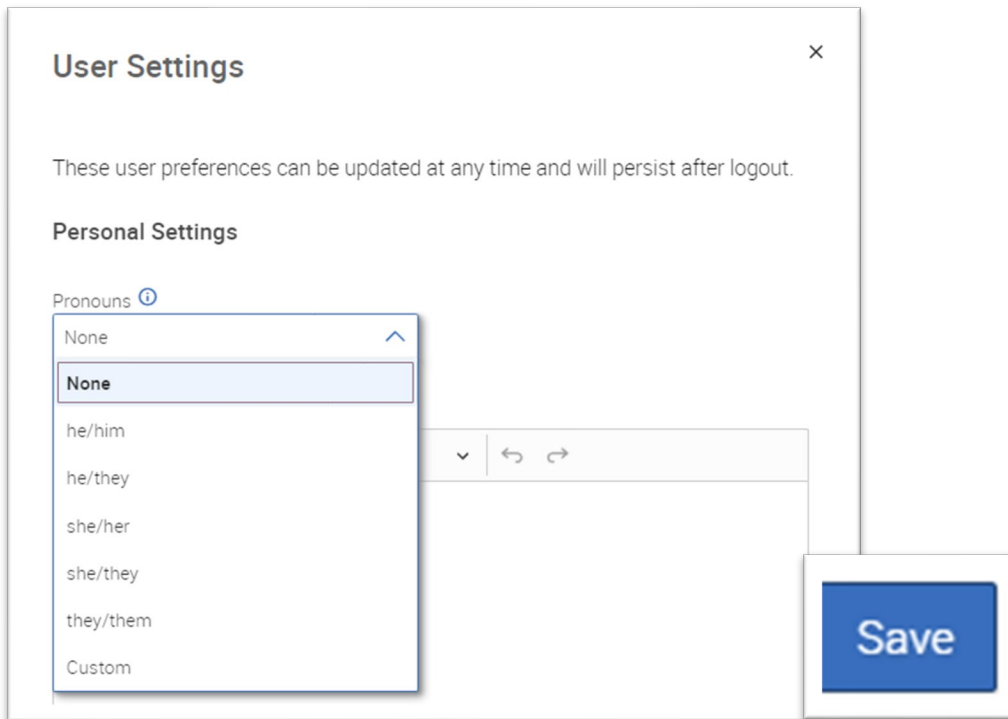 User Settings
These user preferences can be updated at any time and will persist after logout.
Personal Settings
Pronouns
None
None
he/him
he/they
she/her
she/they
they/them
Custom
Save